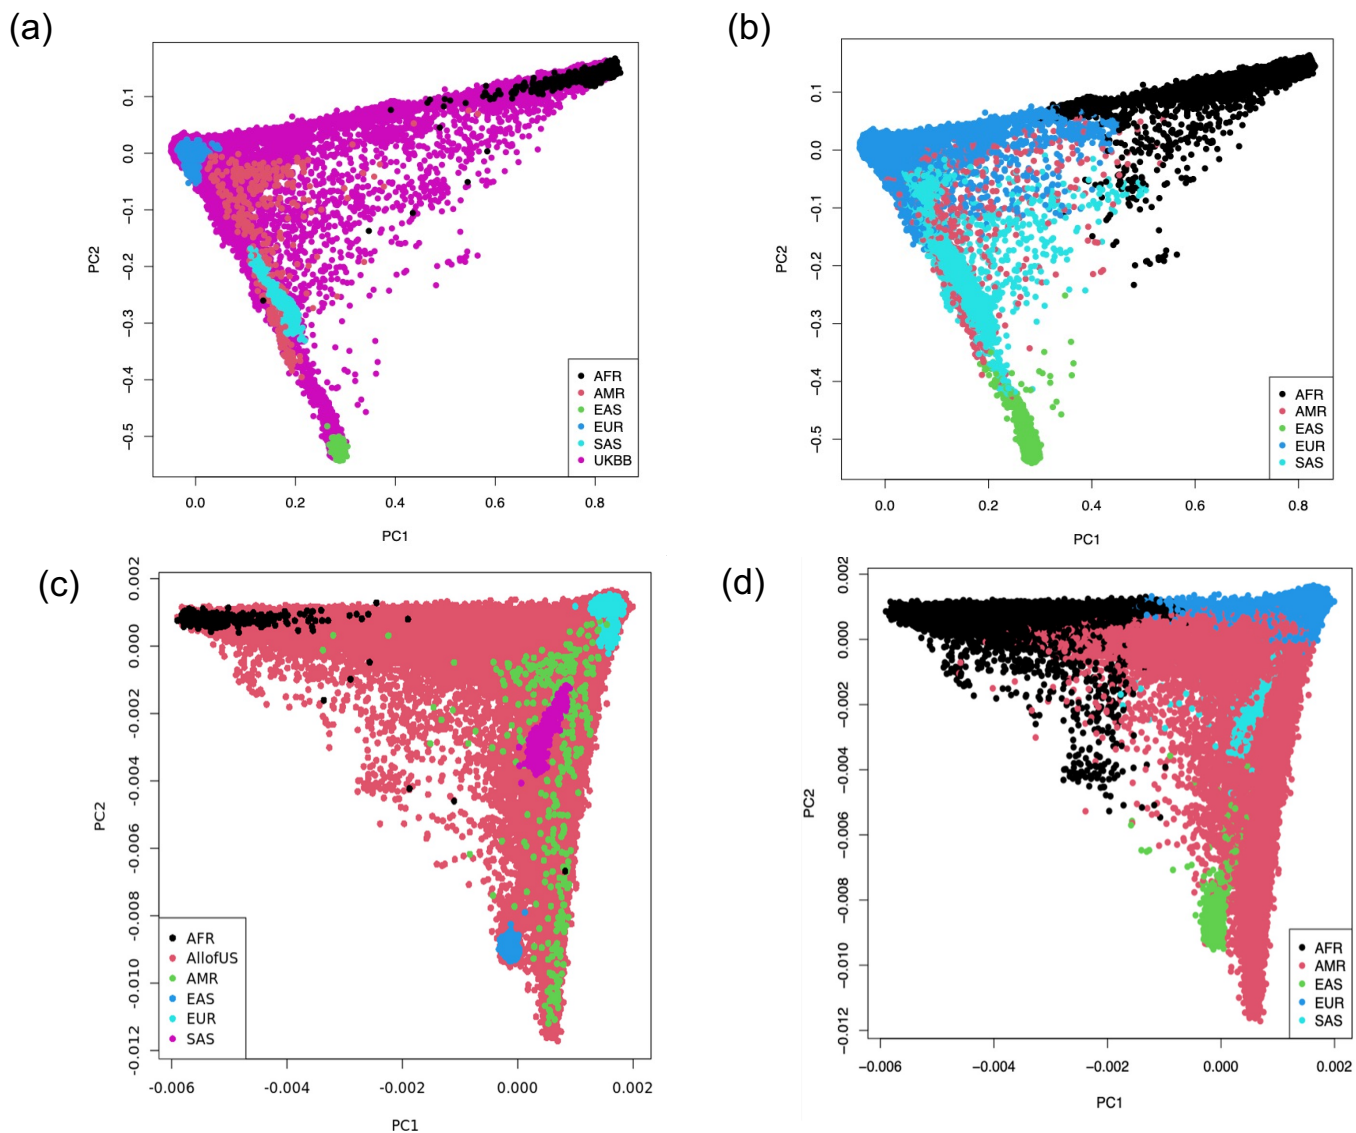 (a)
0.1
0.0
−0.1
−0.2
−0.3
−0.4
−0.5
PC2
0.0 0.2 0.4 0.6 0.8
PC1
AFR
AMR
EAS
EUR
SAS
UKBB
(b)
0.1
0.0
−0.1
−0.2
−0.3
−0.4
−0.5
PC2
0.0 0.2 0.4 0.6 0.8
PC1
AFR
AMR
EAS
EUR
SAS
(c)
0.002
0.000
-0.002
-0.004
-0.006
-0.008
-0.010
-0.012
PC2
-0.006 -0.004 -0.002 0.000 0.002
PC1
AFR
AllofUS
AMR
EAS
EUR
SAS
(d)
0.002
0.000
−0.002
−0.004
−0.006
−0.008
−0.010
−0.012
PC2
−0.006 −0.004 −0.002 0.000 0.002
PC1
AFR
AMR
EAS
EUR
SAS